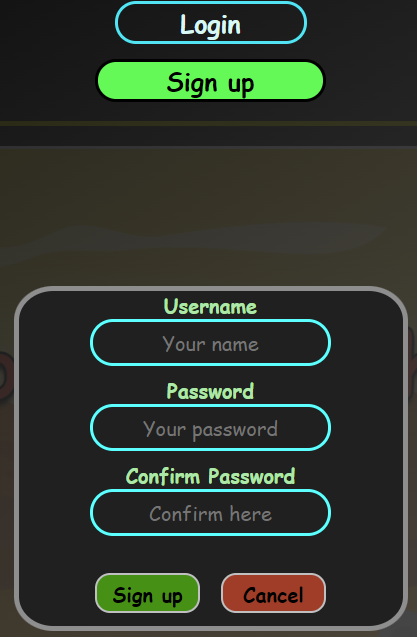 Login
Sign up
Username
Your name
Password
Your password
Confirm Password
Confirm here
Sign up Cancel